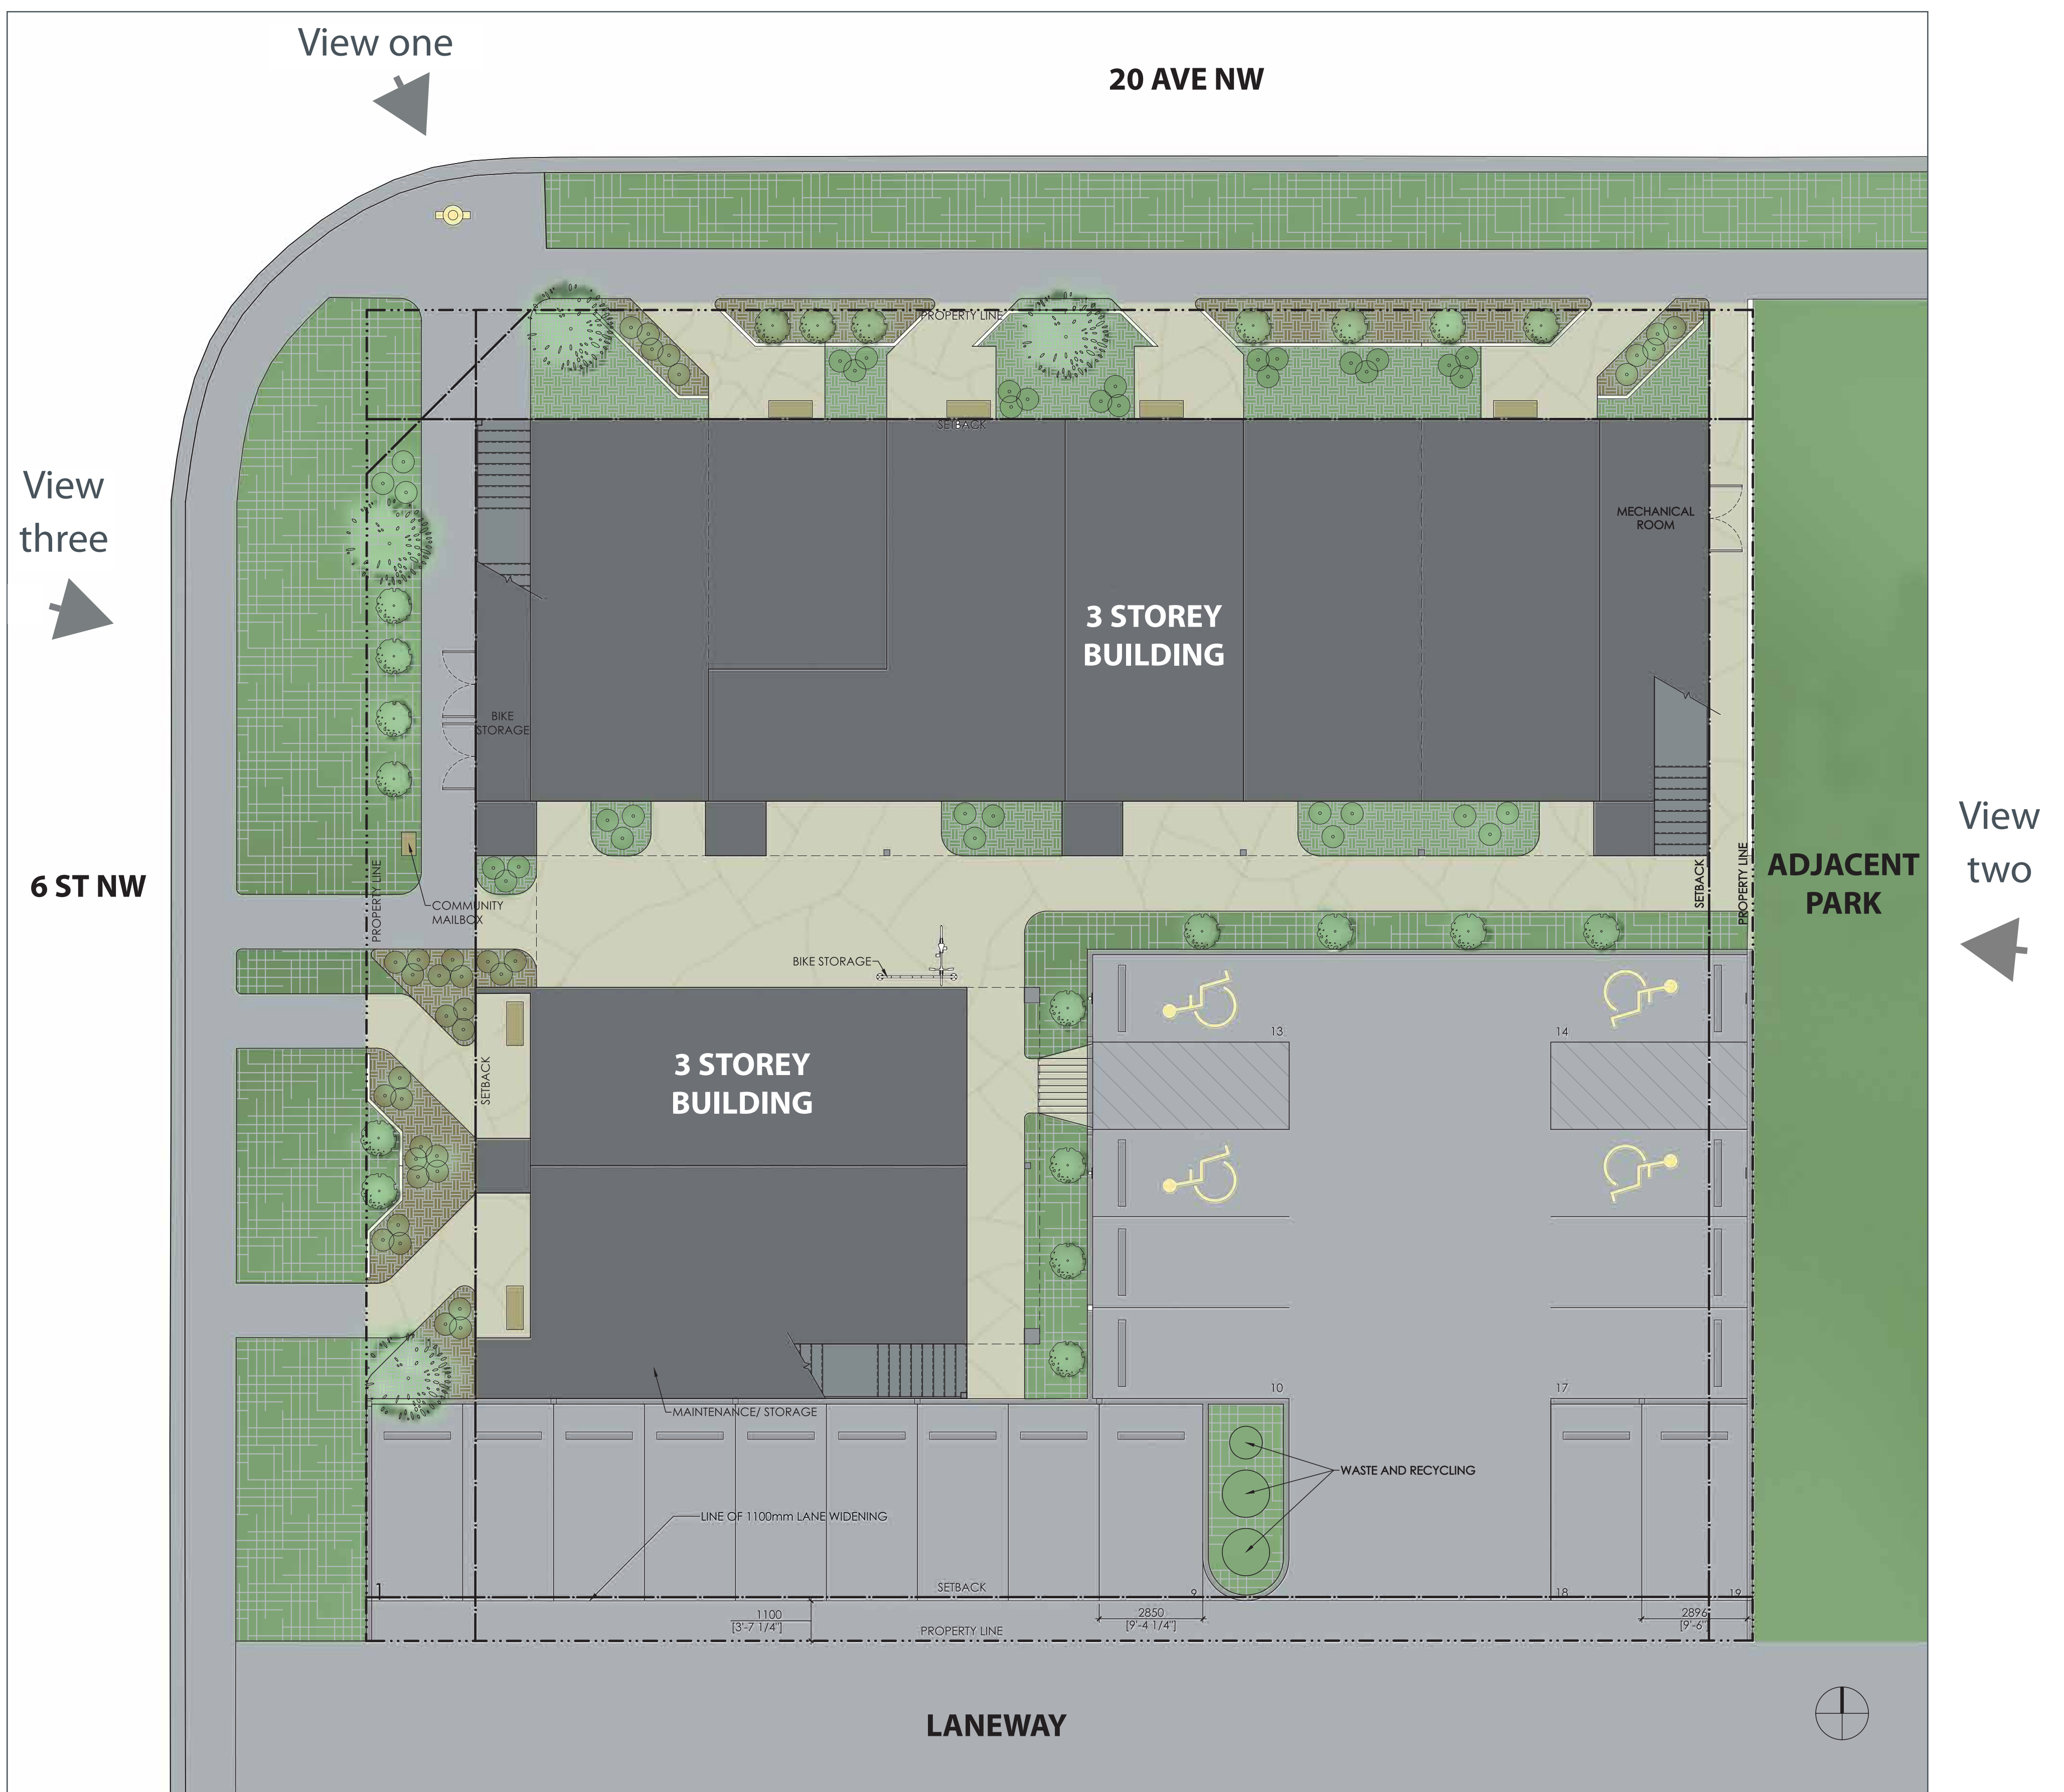 View one
20 AVE NW
PROPERTY LINE
SETBACK
View
three
MECHANICAL
ROOM
3 STOREY
BUILDING
BIKE
STORAGE
View
two
ADJACENT
PARK
6 ST NW
PROPERTY LINE
COMMUNITY
MAILBOX
SETBACK
PROPERTY LINE
BIKE STORAGE
13
14
3 STOREY
BUILDING
SETBACK
10
17
MAINTENANCE/ STORAGE
WASTE AND RECYCLING
LINE OF 1100mm LANE WIDENING
1
SETBACK
9
18
19
1100
[3'-7 1/4"]
2850
[9'-4 1/4"]
2896
[9'-6"]
PROPERTY LINE
LANEWAY